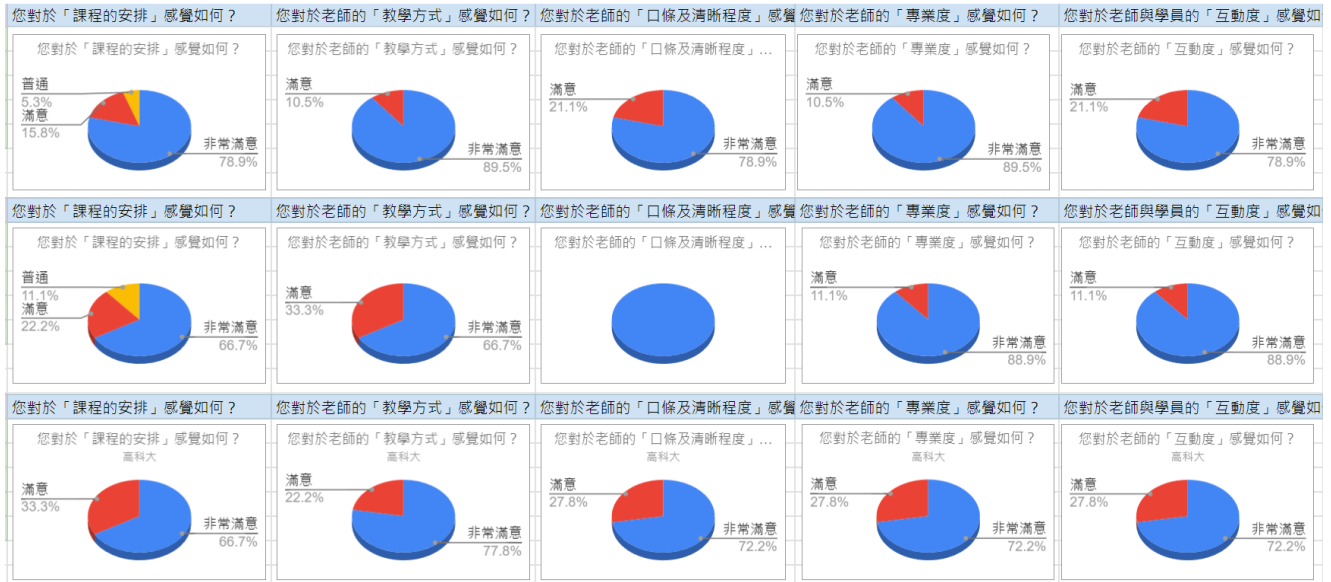 您對於「課程的安排」感覺如何？
您對於老師的「教學方式」感覺如何？
您對於老師的「口條及清晰程度」感覺
您對於老師的「專業度」感覺如何？
您對於老師與學員的「互動度」感覺如
您對於「課程的安排」感覺如何？
普通
5.3%
滿意
15.8%
非常滿意
78.9%
您對於老師的「教學方式」感覺如何？
滿意
10.5%
非常滿意
89.5%
您對於老師的「口條及清晰程度」...
滿意
21.1%
非常滿意
78.9%
您對於老師的「專業度」感覺如何？
滿意
10.5%
非常滿意
89.5%
您對於老師的「互動度」感覺如何？
滿意
21.1%
非常滿意
78.9%
您對於「課程的安排」感覺如何？
您對於老師的「教學方式」感覺如何？
您對於老師的「口條及清晰程度」感覺
您對於老師的「專業度」感覺如何？
您對於老師與學員的「互動度」感覺如
您對於「課程的安排」感覺如何？
普通
11.1%
滿意
22.2%
非常滿意
66.7%
您對於老師的「教學方式」感覺如何？
滿意
33.3%
非常滿意
66.7%
您對於老師的「口條及清晰程度」...
您對於老師的「專業度」感覺如何？
滿意
11.1%
非常滿意
88.9%
您對於老師的「互動度」感覺如何？
滿意
11.1%
非常滿意
88.9%
您對於「課程的安排」感覺如何？
您對於老師的「教學方式」感覺如何？
您對於老師的「口條及清晰程度」感覺
您對於老師的「專業度」感覺如何？
您對於老師與學員的「互動度」感覺如
您對於「課程的安排」感覺如何？
高科大
滿意
33.3%
非常滿意
66.7%
您對於老師的「教學方式」感覺如何？
高科大
滿意
22.2%
非常滿意
77.8%
您對於老師的「口條及清晰程度」...
高科大
滿意
27.8%
非常滿意
72.2%
您對於老師的「專業度」感覺如何？
高科大
滿意
27.8%
非常滿意
72.2%
您對於老師的「互動度」感覺如何？
高科大
滿意
27.8%
非常滿意
72.2%